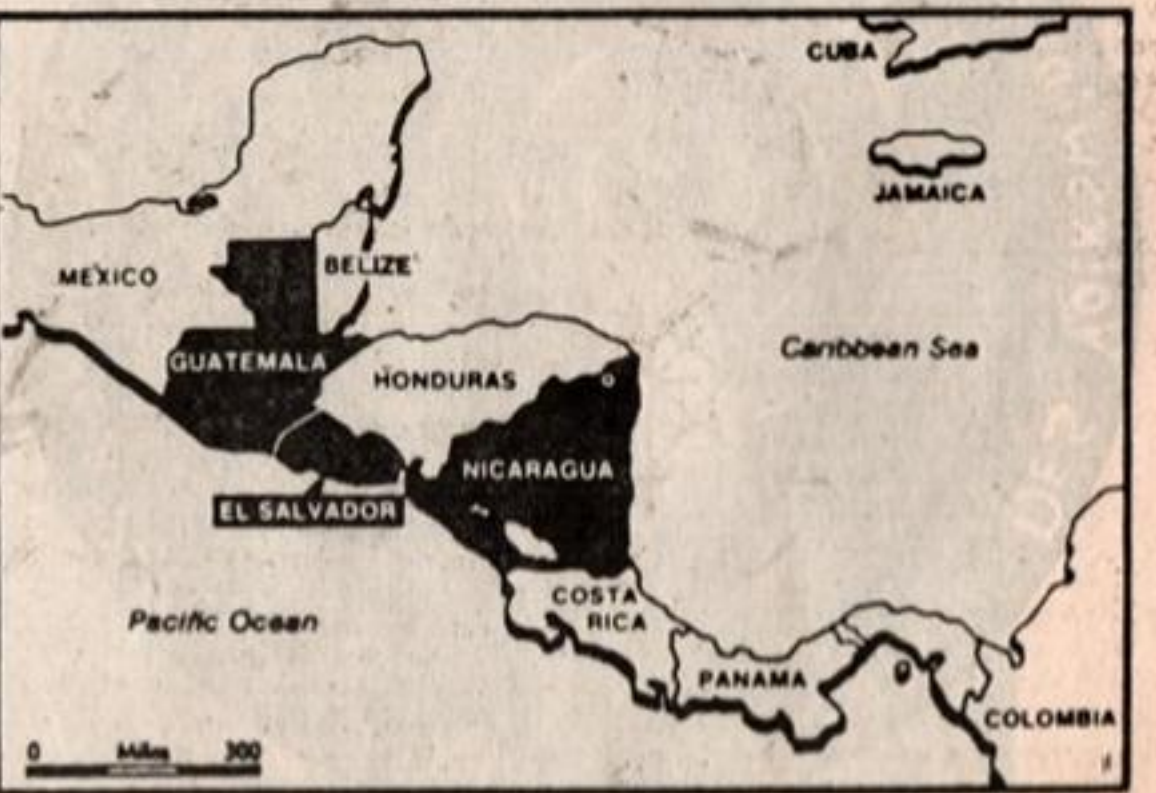 CUBA
JAMAICA
MEXICO
BELIZE
Caribbean Sea
GUATEMALA
HONDURAS
NICARAGUA
EL SALVADOR
Pacific Ocean
COSTA
RICA
PANAMA
COLOMBIA
0 Miles 300